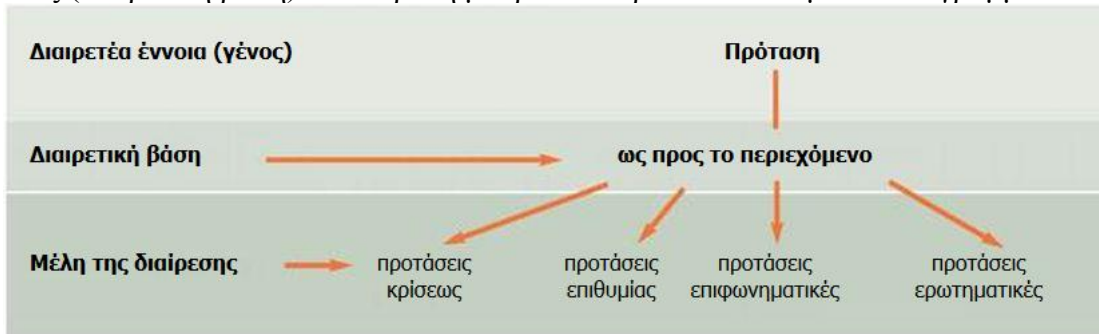 Διαιρετέα έννοια (γένος) Πρόταση
Διαιρετική βάση ως προς το περιεχόμενο
Μέλη της διαίρεσης προτάσεις κρίσεως προτάσεις επιθυμίας προτάσεις επιφωνηματικές προτάσεις ερωτηματικές